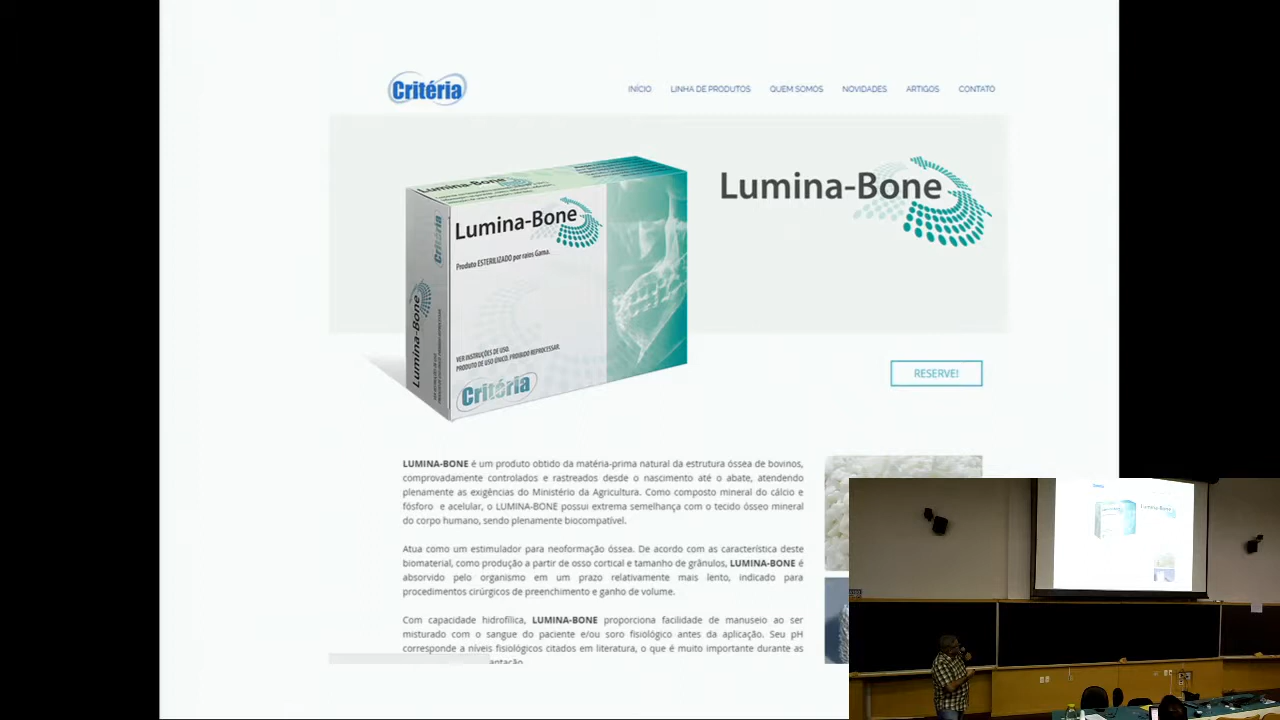 Critéria
INÍCIO LINHA DE PRODUTOS QUEM SOMOS NOVIDADES ARTIGOS CONTATO
Lumina-Bone
Lumina-Bone
Critéria
Lumina-Bone
Produto ESTERILIZADO por raios Gama.
Lumina-Bone
VER INSTRUÇÕES DE USO.
PRODUTO DE USO ÚNICO. PROIBIDO REPROCESSAR.
Critéria
RESERVE!
LUMINA-BONE é um produto obtido da matéria-prima natural da estrutura óssea de bovinos,
comprovadamente controlados e rastreados desde o nascimento até o abate, atendendo
plenamente as exigências do Ministério da Agricultura. Como composto mineral do cálcio e
fósforo e acelular, o LUMINA-BONE possui extrema semelhança com o tecido ósseo mineral
do corpo humano, sendo plenamente biocompatível.
Atua como um estimulador para neoformação óssea. De acordo com as característica deste
biomaterial, como produção a partir de osso cortical e tamanho de grânulos, LUMINA-BONE é
absorvido pelo organismo em um prazo relativamente mais lento, indicado para
procedimentos cirúrgicos de preenchimento e ganho de volume.
Com capacidade hidrofílica, LUMINA-BONE proporciona facilidade de manuseio ao ser
misturado com o sangue do paciente e/ou soro fisiológico antes da aplicação. Seu pH
corresponde a níveis fisiológicos citados em literatura, o que é muito importante durante as